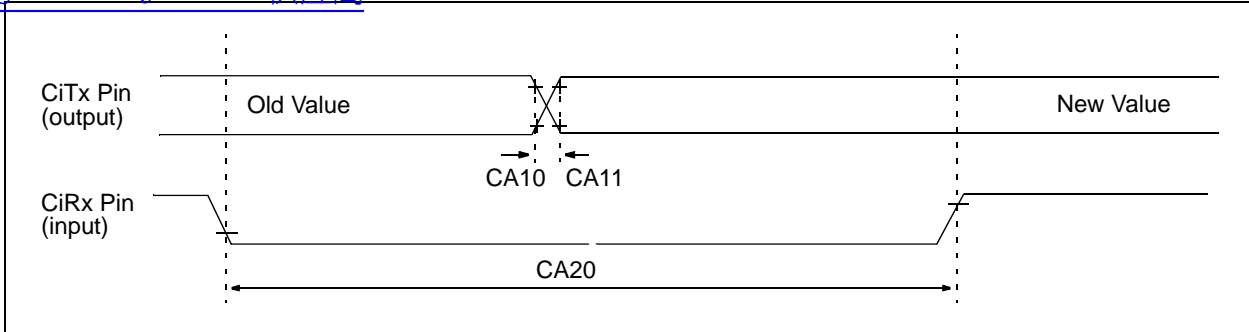 CiTx Pin
(output)
Old Value
New Value
CA10 CA11
CiRx Pin
(input)
CA20